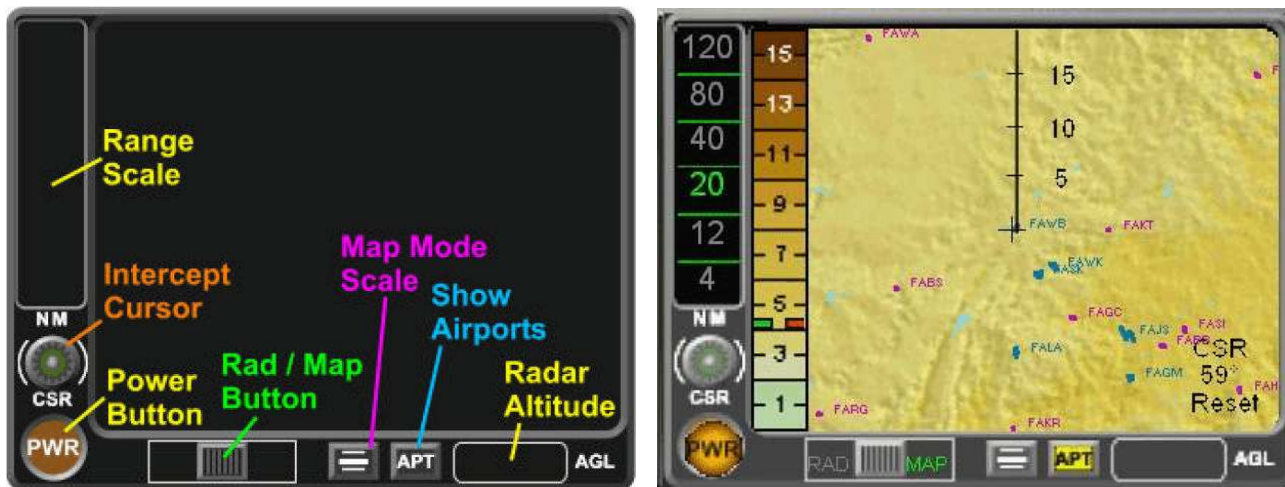 Range
Scale
Map Mode
Scale
Intercept
Cursor
Show
Airports
NM
Rad / Map
Button
Power
Button
Radar
Altitude
CSR
PWR
APT
AGL
120
80
40
20
12
4
NM
CSR
PWR
15
13
11
9
7
5
3
1
FAWA
15
10
5
FAWB
FAKT
FAWK
FASK
FABS
FAGC
FAJS
FASI
FALA
CSR
59°
FAGM
Reset
FARG
FAKR
RAD
MAP
APT
AGL